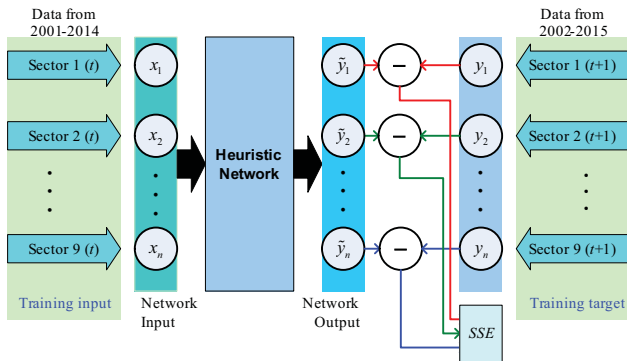 Data from
2001-2014
Data from
2002-2015
Sector 1 (t)
x₁
ỹ₁
−
y₁
Sector 1 (t+1)
Sector 2 (t)
x₂
ỹ₂
−
y₂
Sector 2 (t+1)
Heuristic
Network
Sector 9 (t)
xₙ
ỹₙ
−
yₙ
Sector 9 (t+1)
Training input
Network
Input
Network
Output
SSE
Training target